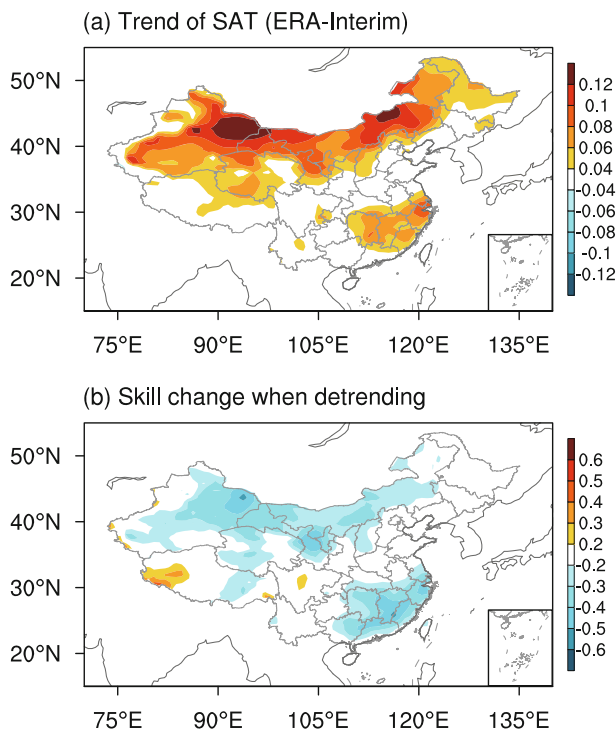 (a) Trend of SAT (ERA-Interim)
50°N
40°N
30°N
20°N
75°E 90°E 105°E 120°E 135°E
0.12
0.1
0.08
0.06
0.04
-0.04
-0.06
-0.08
-0.1
-0.12
(b) Skill change when detrending
50°N
40°N
30°N
20°N
75°E 90°E 105°E 120°E 135°E
0.6
0.5
0.4
0.3
0.2
-0.2
-0.3
-0.4
-0.5
-0.6